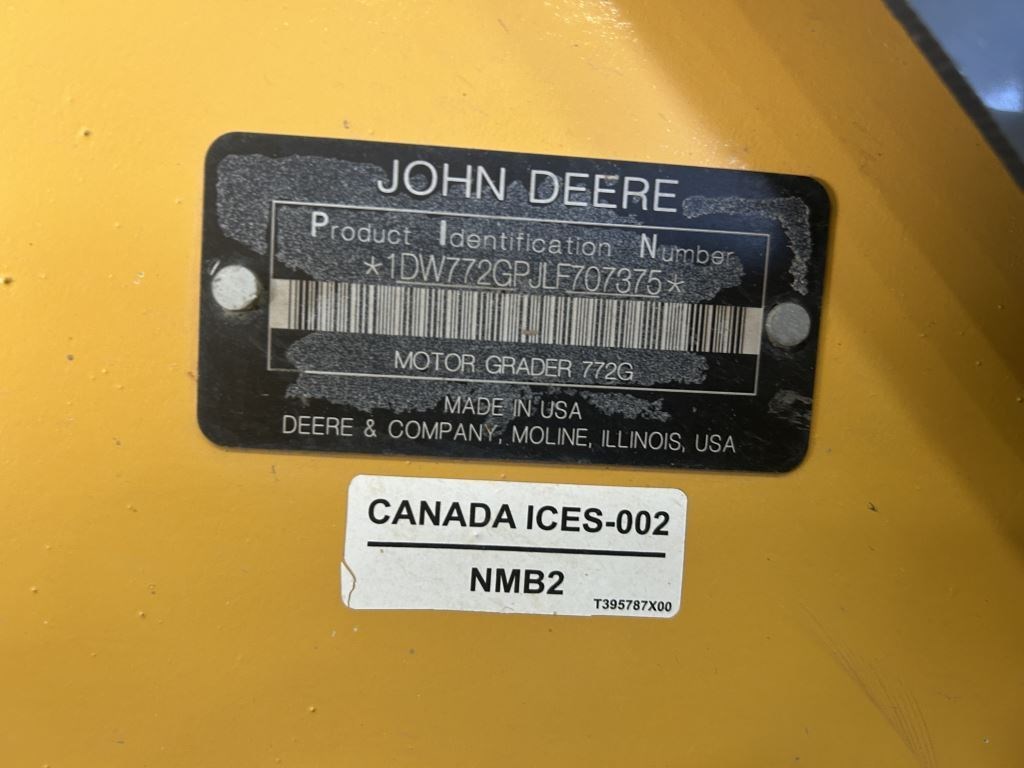 JOHN DEERE
Product Identification Number
*1DW772GPJLF707375*
MOTOR GRADER 772G
MADE IN USA
DEERE & COMPANY, MOLINE, ILLINOIS, USA
CANADA ICES-002
NMB2
T395787X00